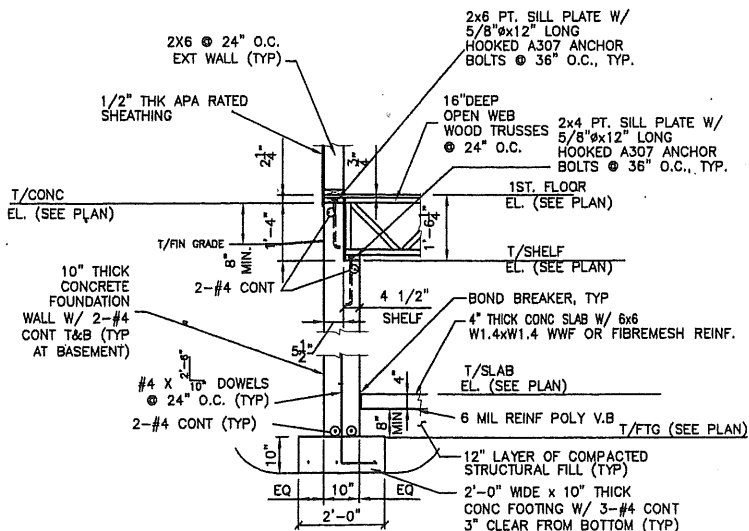 2x6 PT. SILL PLATE W/
5/8"øx12" LONG
HOOKED A307 ANCHOR
BOLTS @ 36" O.C., TYP.
2X6 @ 24" O.C.
EXT WALL (TYP)
1/2" THK APA RATED
SHEATHING
16"DEEP
OPEN WEB
WOOD TRUSSES
@ 24" O.C.
2x4 PT. SILL PLATE W/
5/8"øx12" LONG
HOOKED A307 ANCHOR
BOLTS @ 36" O.C., TYP.
2 1/4"
3/4"
T/CONC
EL. (SEE PLAN)
1ST. FLOOR
EL. (SEE PLAN)
T/FIN GRADE
8"
MIN.
1'-4"
1'-6 1/4"
T/SHELF
EL. (SEE PLAN)
10" THICK
CONCRETE
FOUNDATION
WALL W/ 2-#4
CONT T&B (TYP
AT BASEMENT)
2-#4 CONT
4 1/2"
SHELF
5 1/2"
BOND BREAKER, TYP
4" THICK CONC SLAB W/ 6x6
W1.4xW1.4 WWF OR FIBREMESH REINF.
2'-6"
10"
#4 X DOWELS
@ 24" O.C. (TYP)
2-#4 CONT (TYP)
4"
T/SLAB
EL. (SEE PLAN)
8"
MIN
6 MIL REINF POLY V.B
T/FTG (SEE PLAN)
10"
12" LAYER OF COMPACTED
STRUCTURAL FILL (TYP)
EQ 10" EQ
2'-0"
2'-0" WIDE x 10" THICK
CONC FOOTING W/ 3-#4 CONT
3" CLEAR FROM BOTTOM (TYP)